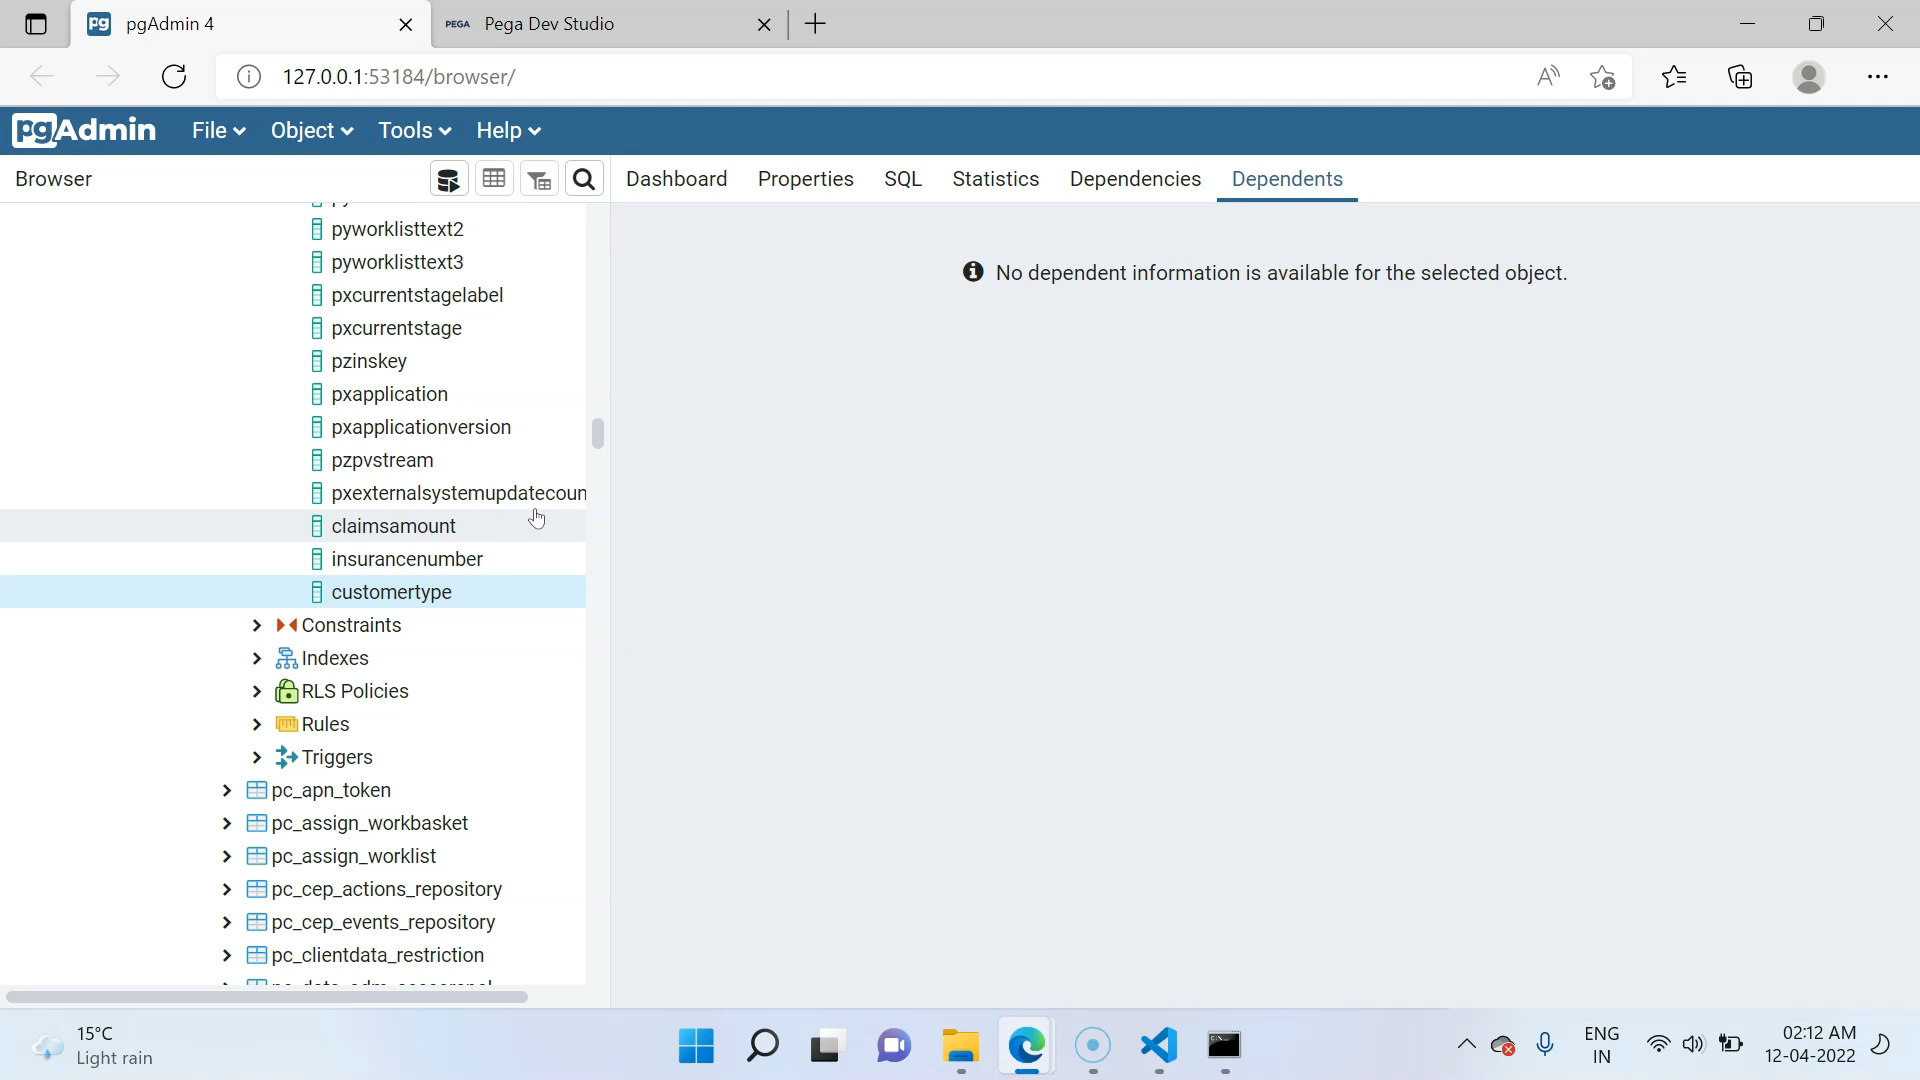 pgAdmin 4
PEGA Pega Dev Studio
127.0.0.1:53184/browser/
pgAdmin File Object Tools Help
Browser
Dashboard Properties SQL Statistics Dependencies Dependents
pyworklisttext2
pyworklisttext3
pxcurrentstagelabel
pxcurrentstage
pzinskey
pxapplication
pxapplicationversion
pzpvstream
pxexternalsystemupdatecoun
claimsamount
insurancenumber
customertype
Constraints
Indexes
RLS Policies
Rules
Triggers
pc_apn_token
pc_assign_workbasket
pc_assign_worklist
pc_cep_actions_repository
pc_cep_events_repository
pc_clientdata_restriction
No dependent information is available for the selected object.
15°C
Light rain
ENG
IN
02:12 AM
12-04-2022